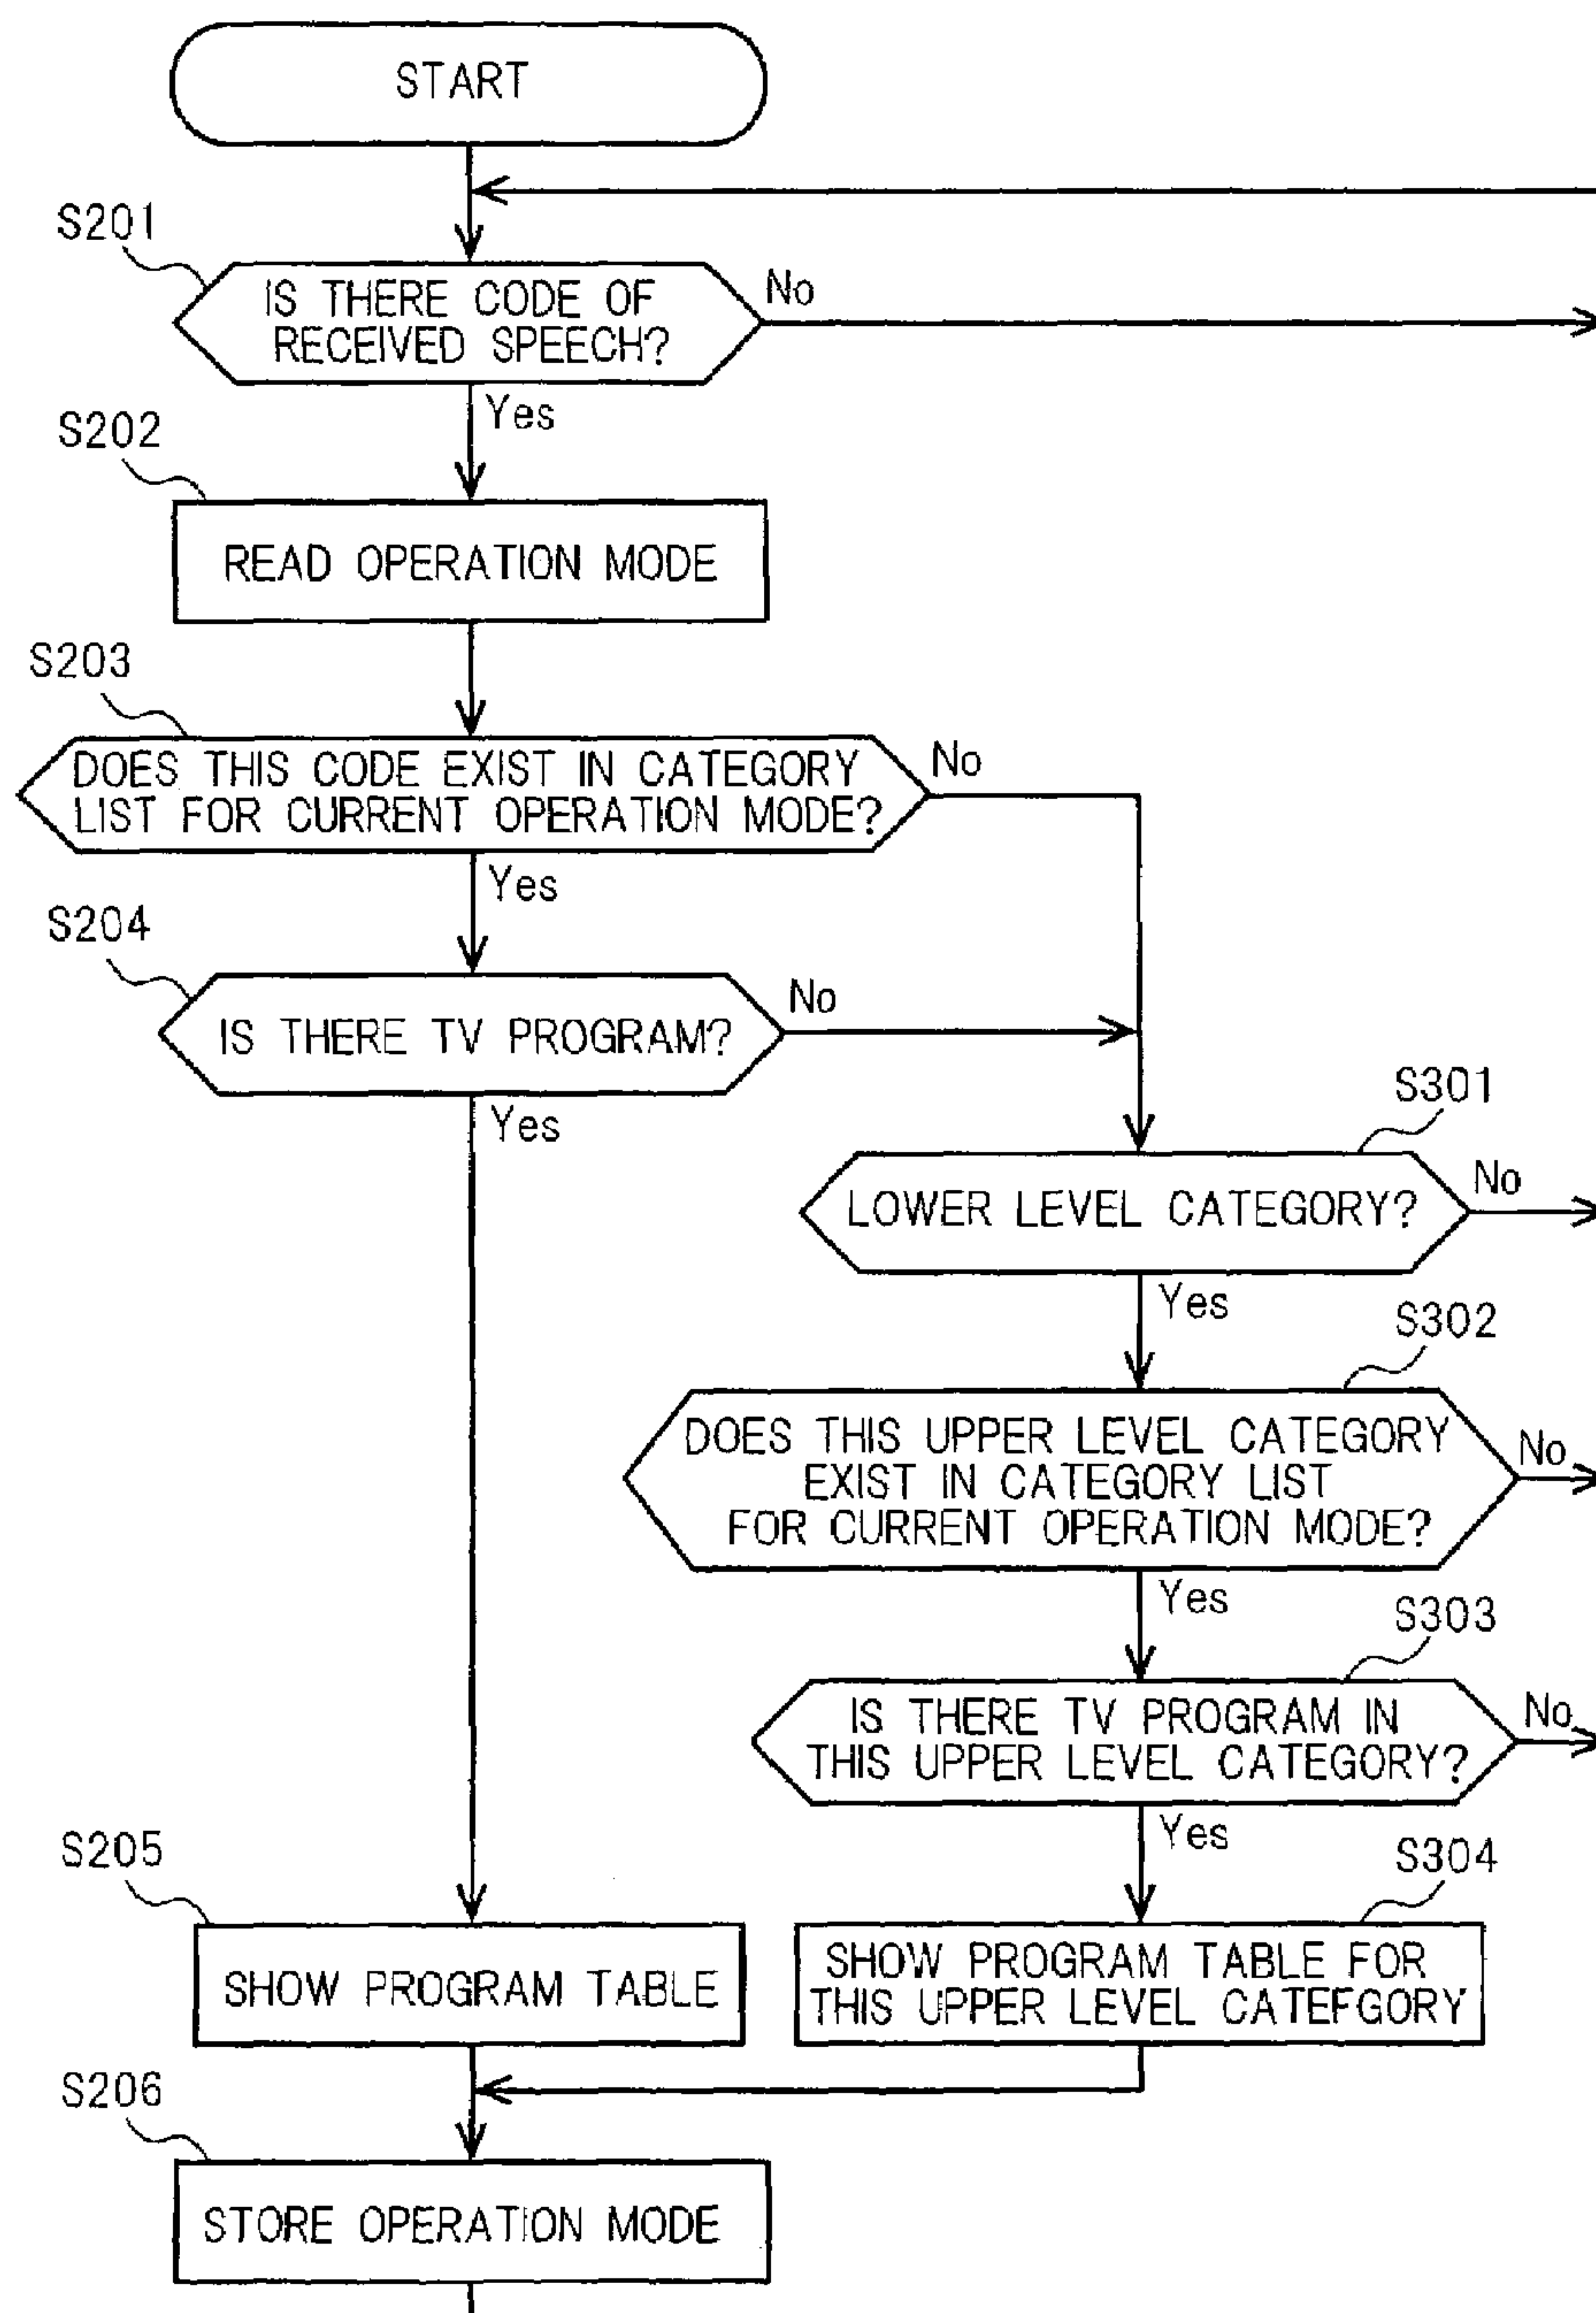 START
S201
IS THERE CODE OF
RECEIVED SPEECH?
No
Yes
S202
READ OPERATION MODE
S203
DOES THIS CODE EXIST IN CATEGORY
LIST FOR CURRENT OPERATION MODE?
No
Yes
S204
IS THERE TV PROGRAM?
No
Yes
S301
LOWER LEVEL CATEGORY?
No
Yes
S302
DOES THIS UPPER LEVEL CATEGORY
EXIST IN CATEGORY LIST
FOR CURRENT OPERATION MODE?
No
Yes
S303
IS THERE TV PROGRAM IN
THIS UPPER LEVEL CATEGORY?
No
Yes
S205
SHOW PROGRAM TABLE
S304
SHOW PROGRAM TABLE FOR
THIS UPPER LEVEL CATEFGORY
S206
STORE OPERATION MODE